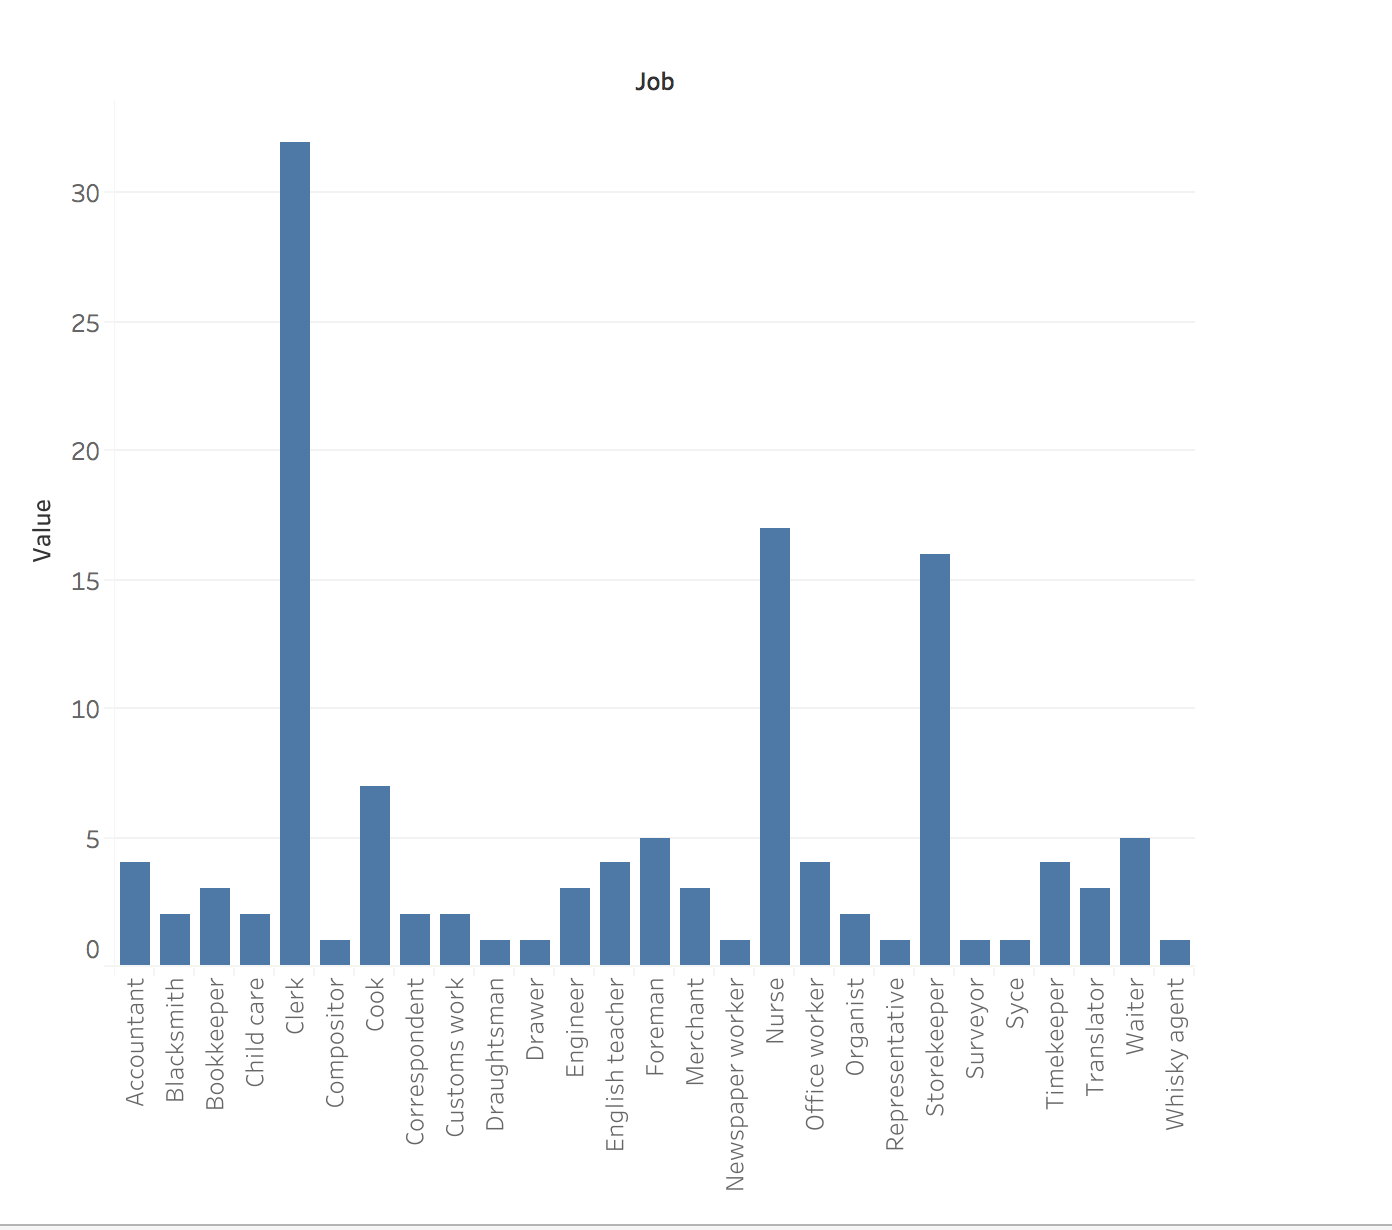 Job
Value
30
25
20
15
10
5
0
Accountant
Blacksmith
Bookkeeper
Child care
Clerk
Compositor
Cook
Correspondent
Customs work
Draughtsman
Drawer
Engineer
English teacher
Foreman
Merchant
Newspaper worker
Nurse
Office worker
Organist
Representative
Storekeeper
Surveyor
Syce
Timekeeper
Translator
Waiter
Whisky agent